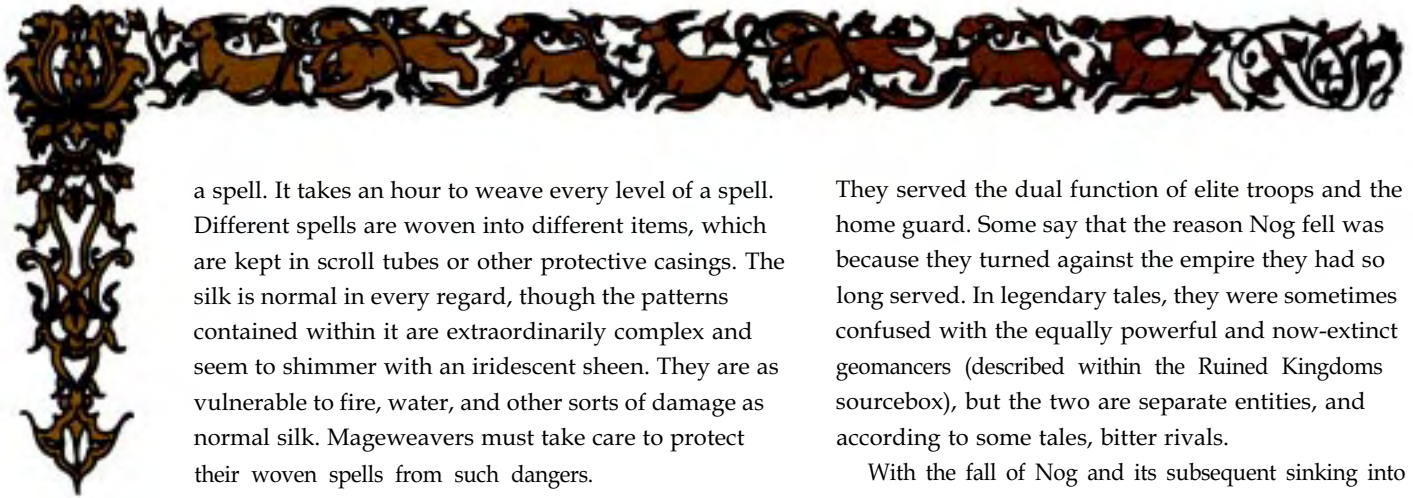 a spell. It takes an hour to weave every level of a spell.
Different spells are woven into different items, which
are kept in scroll tubes or other protective casings. The
silk is normal in every regard, though the patterns
contained within it are extraordinarily complex and
seem to shimmer with an iridescent sheen. They are as
vulnerable to fire, water, and other sorts of damage as
normal silk. Mageweavers must take care to protect
their woven spells from such dangers.
They served the dual function of elite troops and the
home guard. Some say that the reason Nog fell was
because they turned against the empire they had so
long served. In legendary tales, they were sometimes
confused with the equally powerful and now-extinct
geomancers (described within the Ruined Kingdoms
sourcebox), but the two are separate entities, and
according to some tales, bitter rivals.
With the fall of Nog and its subsequent sinking into